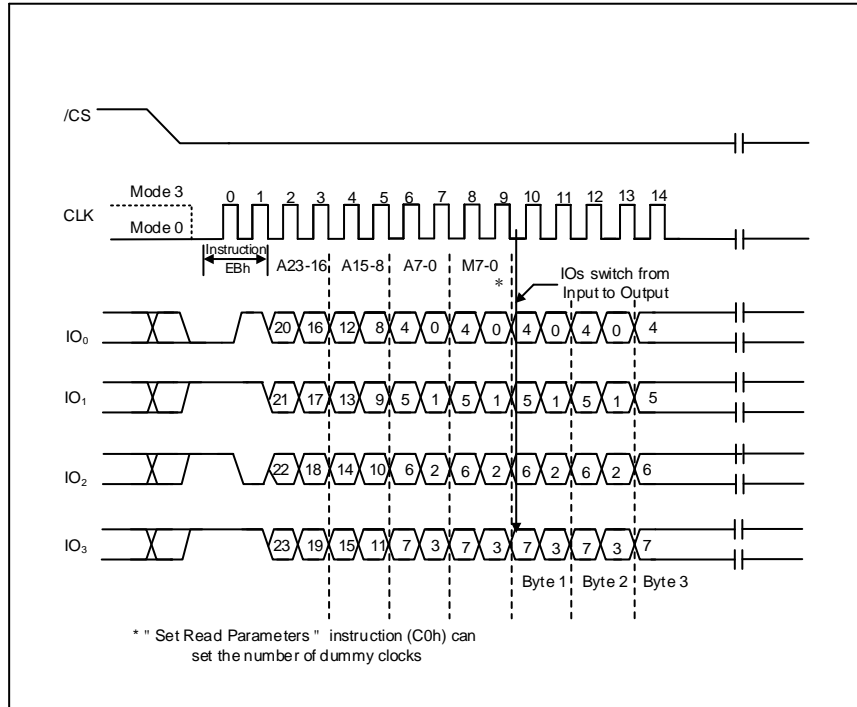 /CS
Mode 3
CLK
Mode 0
0 1 2 3 4 5 6 7 8 9 10 11 12 13 14
Instruction
EBh
A23-16 A15-8 A7-0 M7-0
*
IOs switch from
Input to Output
IO₀ 20 16 12 8 4 0 4 0 4 0 4 0 4
IO₁ 21 17 13 9 5 1 5 1 5 1 5 1 5
IO₂ 22 18 14 10 6 2 6 2 6 2 6 2 6
IO₃ 23 19 15 11 7 3 7 3 7 3 7 3 7
Byte 1 Byte 2 Byte 3
* " Set Read Parameters " instruction (C0h) can
set the number of dummy clocks